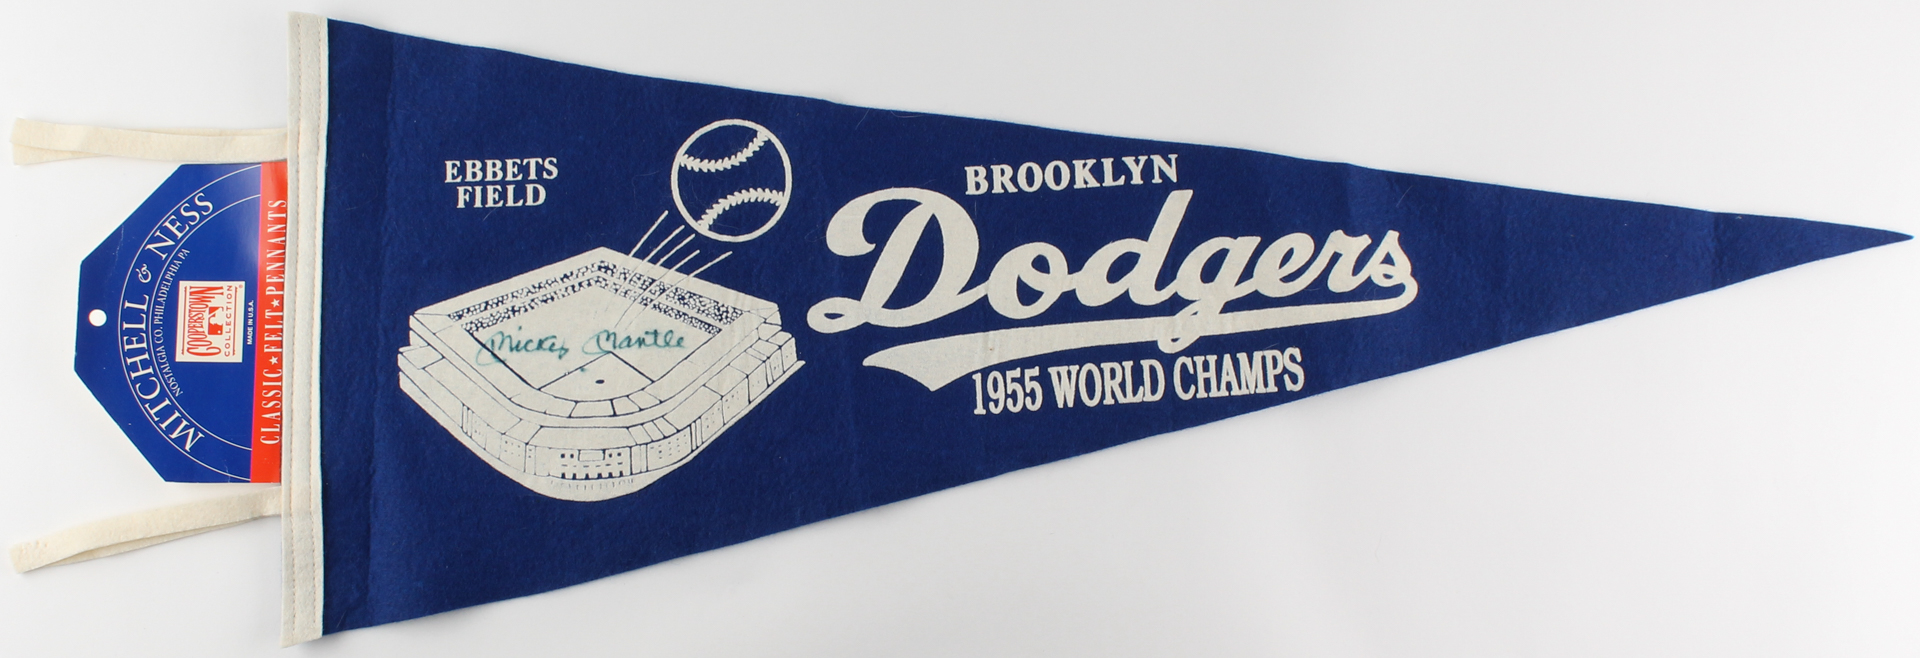 MITCHELL & NESS
NOSTALGIA CO. PHILADELPHIA PA
COOPERSTOWN
COLLECTION
MADE IN U.S.A.
CLASSIC★FELT★PENNANTS
EBBETS
FIELD
Mickey Mantle
BROOKLYN
Dodgers
1955 WORLD CHAMPS